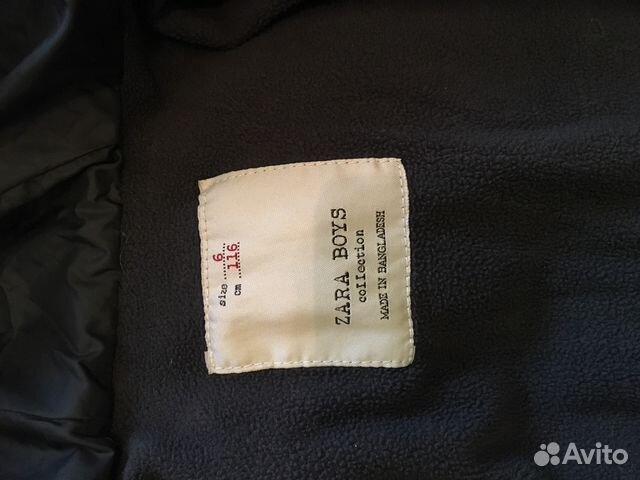 size ......6......
cm ......116......
ZARA BOYS
collection
MADE IN BANGLADESH
Avito